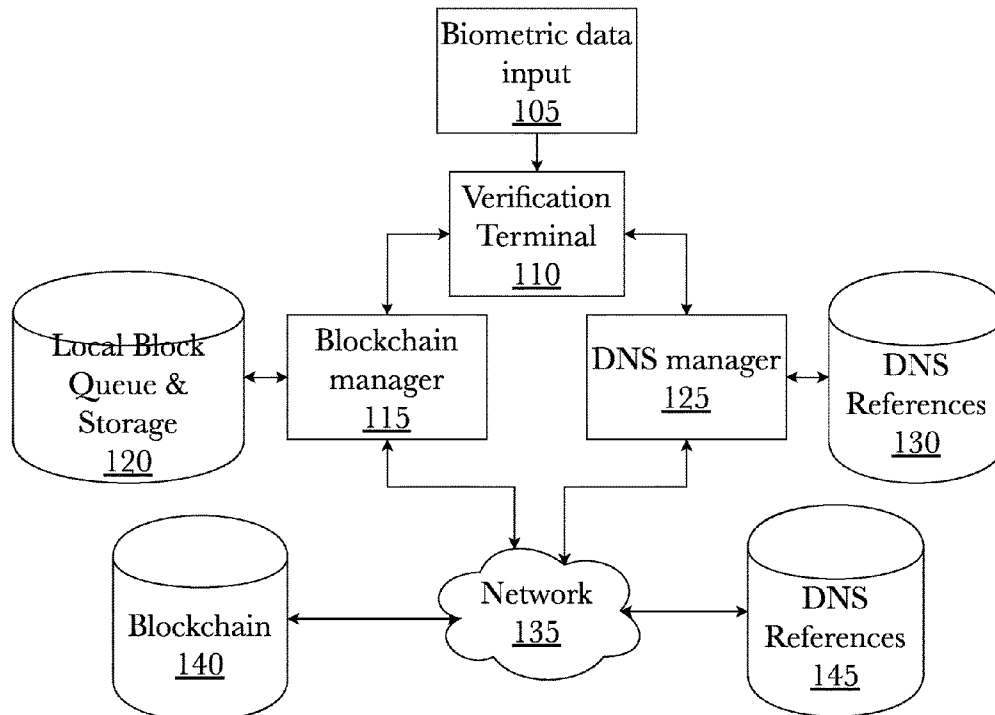 Biometric data
input
105
Verification
Terminal
110
Local Block
Queue &
Storage
120
Blockchain
manager
115
DNS manager
125
DNS
References
130
Blockchain
140
Network
135
DNS
References
145